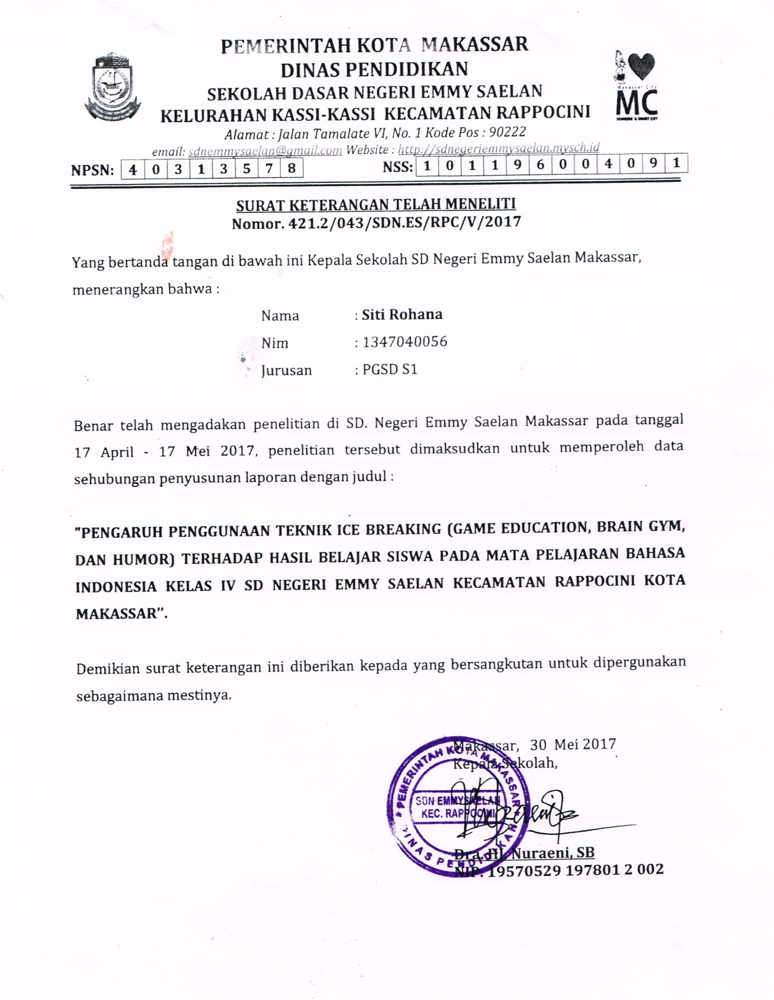 PEMERINTAH KOTA MAKASSAR
DINAS PENDIDIKAN
SEKOLAH DASAR NEGERI EMMY SAELAN
KELURAHAN KASSI-KASSI KECAMATAN RAPPOCINI
Alamat : Jalan Tamalate VI, No. 1 Kode Pos : 90222
email: sdnemmysaelan@gmail.com Website : http://sdnegeriemmysaelan.mysch.id
NPSN: 4 0 3 1 3 5 7 8 NSS: 1 0 1 1 9 6 0 0 4 0 9 1
Makassar City
MC
SOMBERE' & SMART CITY
SURAT KETERANGAN TELAH MENELITI
Nomor. 421.2/043/SDN.ES/RPC/V/2017
Yang bertanda tangan di bawah ini Kepala Sekolah SD Negeri Emmy Saelan Makassar,
menerangkan bahwa :
Nama : Siti Rohana
Nim : 1347040056
Jurusan : PGSD S1
Benar telah mengadakan penelitian di SD. Negeri Emmy Saelan Makassar pada tanggal
17 April - 17 Mei 2017, penelitian tersebut dimaksudkan untuk memperoleh data
sehubungan penyusunan laporan dengan judul :
"PENGARUH PENGGUNAAN TEKNIK ICE BREAKING (GAME EDUCATION, BRAIN GYM,
DAN HUMOR) TERHADAP HASIL BELAJAR SISWA PADA MATA PELAJARAN BAHASA
INDONESIA KELAS IV SD NEGERI EMMY SAELAN KECAMATAN RAPPOCINI KOTA
MAKASSAR".
Demikian surat keterangan ini diberikan kepada yang bersangkutan untuk dipergunakan
sebagaimana mestinya.
Makassar, 30 Mei 2017
Kepala Sekolah,
* PEMERINTAH KOTA MAKASSAR *
SDN EMMYSAELAN
KEC. RAPPOCINI
DINAS PENDIDIKAN
Dra. Hj. Nuraeni, SB
NIP. 19570529 197801 2 002